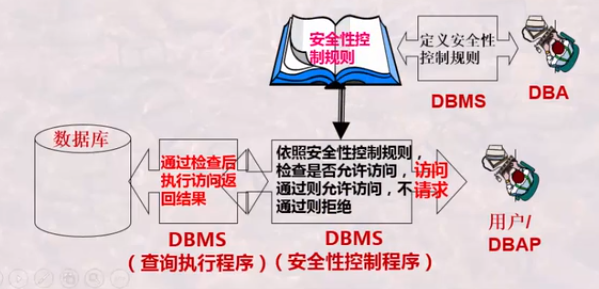 安全性控
制规则
定义安全性
控制规则
DBMS
DBA
数据库
通过检查后
执行访问返
回结果
依照安全性控制规则，
检查是否允许访问，
通过则允许访问，不
通过则拒绝
访问
请求
用户/
DBAP
DBMS
（查询执行程序）
DBMS
（安全性控制程序）